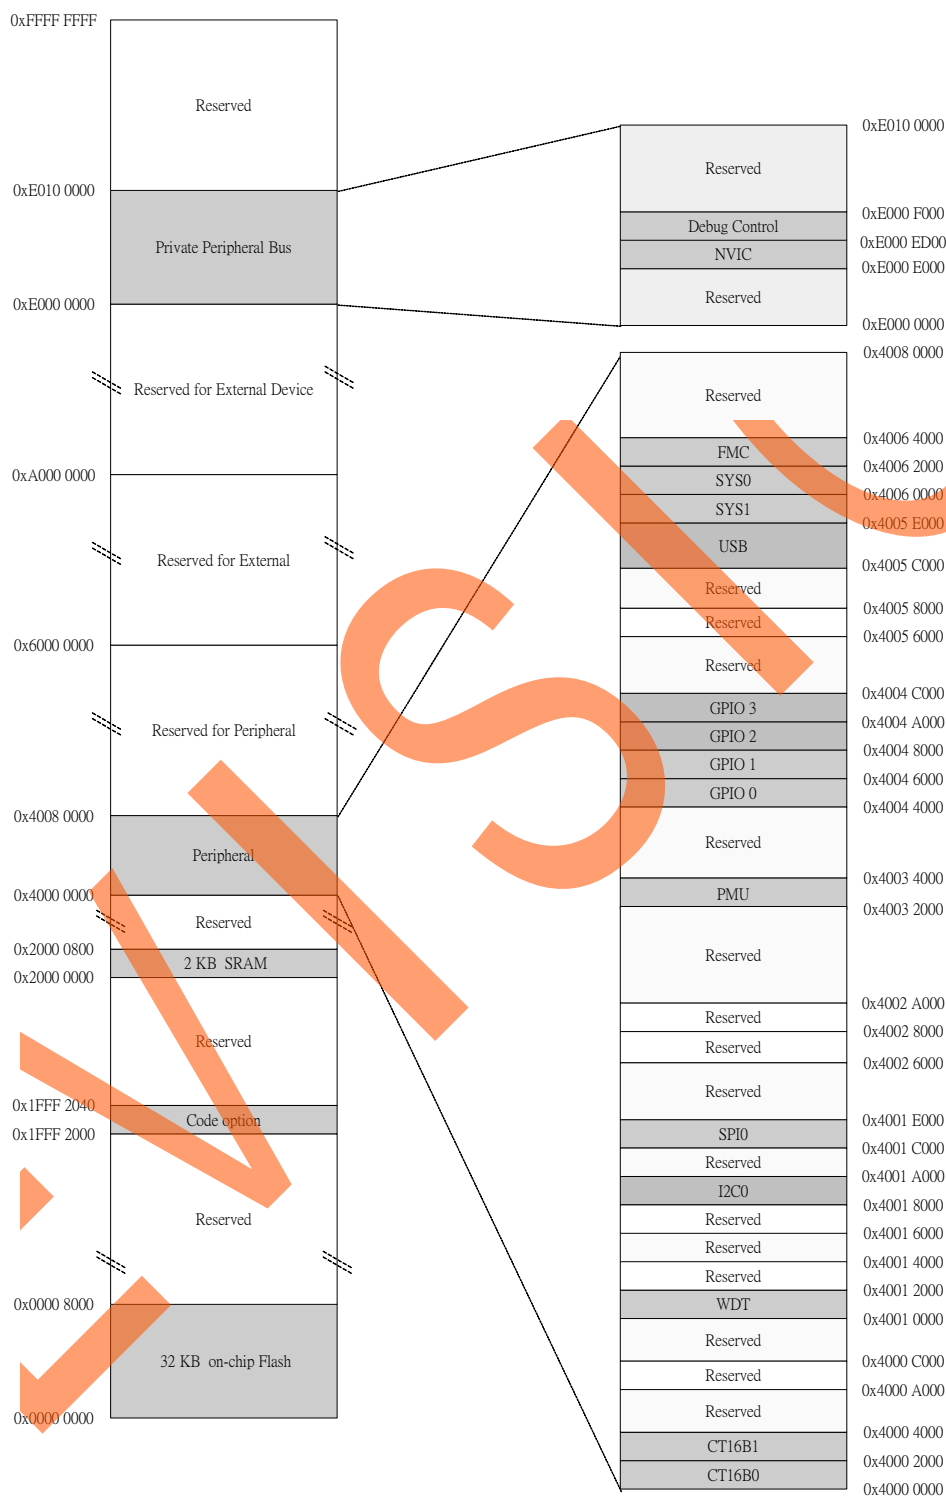 0xFFFF FFFF
Reserved
0xE010 0000
Private Peripheral Bus
0xE000 0000
Reserved for External Device
0xA000 0000
Reserved for External
0x6000 0000
Reserved for Peripheral
0x4008 0000
Peripheral
0x4000 0000
Reserved
0x2000 0800
2 KB SRAM
0x2000 0000
Reserved
0x1FFF 2040
Code option
0x1FFF 2000
Reserved
0x0000 8000
32 KB on-chip Flash
0x0000 0000
0xE010 0000
Reserved
0xE000 F000
Debug Control
0xE000 ED00
NVIC
0xE000 E000
Reserved
0xE000 0000
0x4008 0000
Reserved
0x4006 4000
FMC
0x4006 2000
SYS0
0x4006 0000
SYS1
0x4005 E000
USB
0x4005 C000
Reserved
0x4005 8000
Reserved
0x4005 6000
Reserved
0x4004 C000
GPIO 3
0x4004 A000
GPIO 2
0x4004 8000
GPIO 1
0x4004 6000
GPIO 0
0x4004 4000
Reserved
0x4003 4000
PMU
0x4003 2000
Reserved
0x4002 A000
Reserved
0x4002 8000
Reserved
0x4002 6000
Reserved
0x4001 E000
SPI0
0x4001 C000
Reserved
0x4001 A000
I2C0
0x4001 8000
Reserved
0x4001 6000
Reserved
0x4001 4000
Reserved
0x4001 2000
WDT
0x4001 0000
Reserved
0x4000 C000
Reserved
0x4000 A000
Reserved
0x4000 4000
CT16B1
0x4000 2000
CT16B0
0x4000 0000